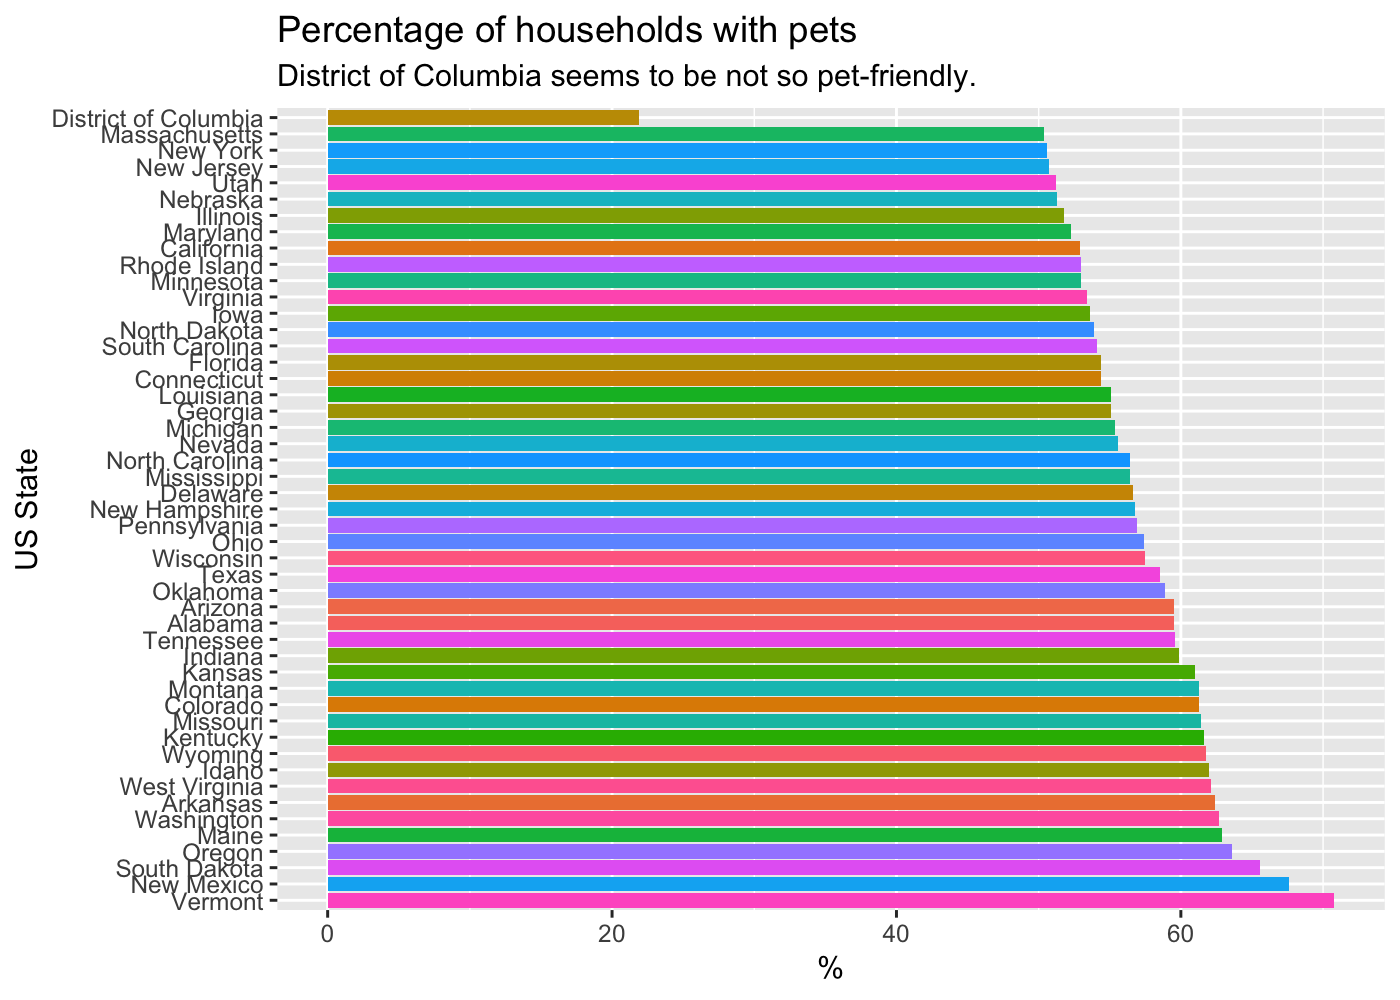 Percentage of households with pets
District of Columbia seems to be not so pet-friendly.
District of Columbia
Massachusetts
New York
New Jersey
Utah
Nebraska
Illinois
Maryland
California
Rhode Island
Minnesota
Virginia
Iowa
North Dakota
South Carolina
Florida
Connecticut
Louisiana
Georgia
Michigan
Nevada
North Carolina
Mississippi
Delaware
New Hampshire
Pennsylvania
Ohio
Wisconsin
Texas
Oklahoma
Arizona
Alabama
Tennessee
Indiana
Kansas
Montana
Colorado
Missouri
Kentucky
Wyoming
Idaho
West Virginia
Arkansas
Washington
Maine
Oregon
South Dakota
New Mexico
Vermont
US State
0 20 40 60
%